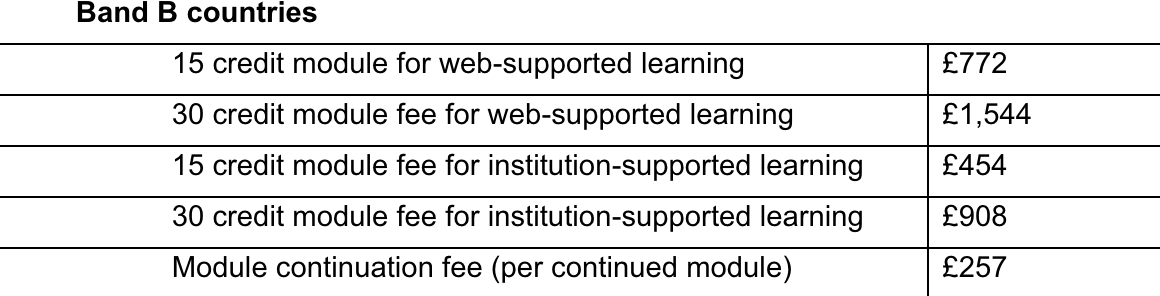 Band B countries
15 credit module for web-supported learning £772
30 credit module fee for web-supported learning £1,544
15 credit module fee for institution-supported learning £454
30 credit module fee for institution-supported learning £908
Module continuation fee (per continued module) £257